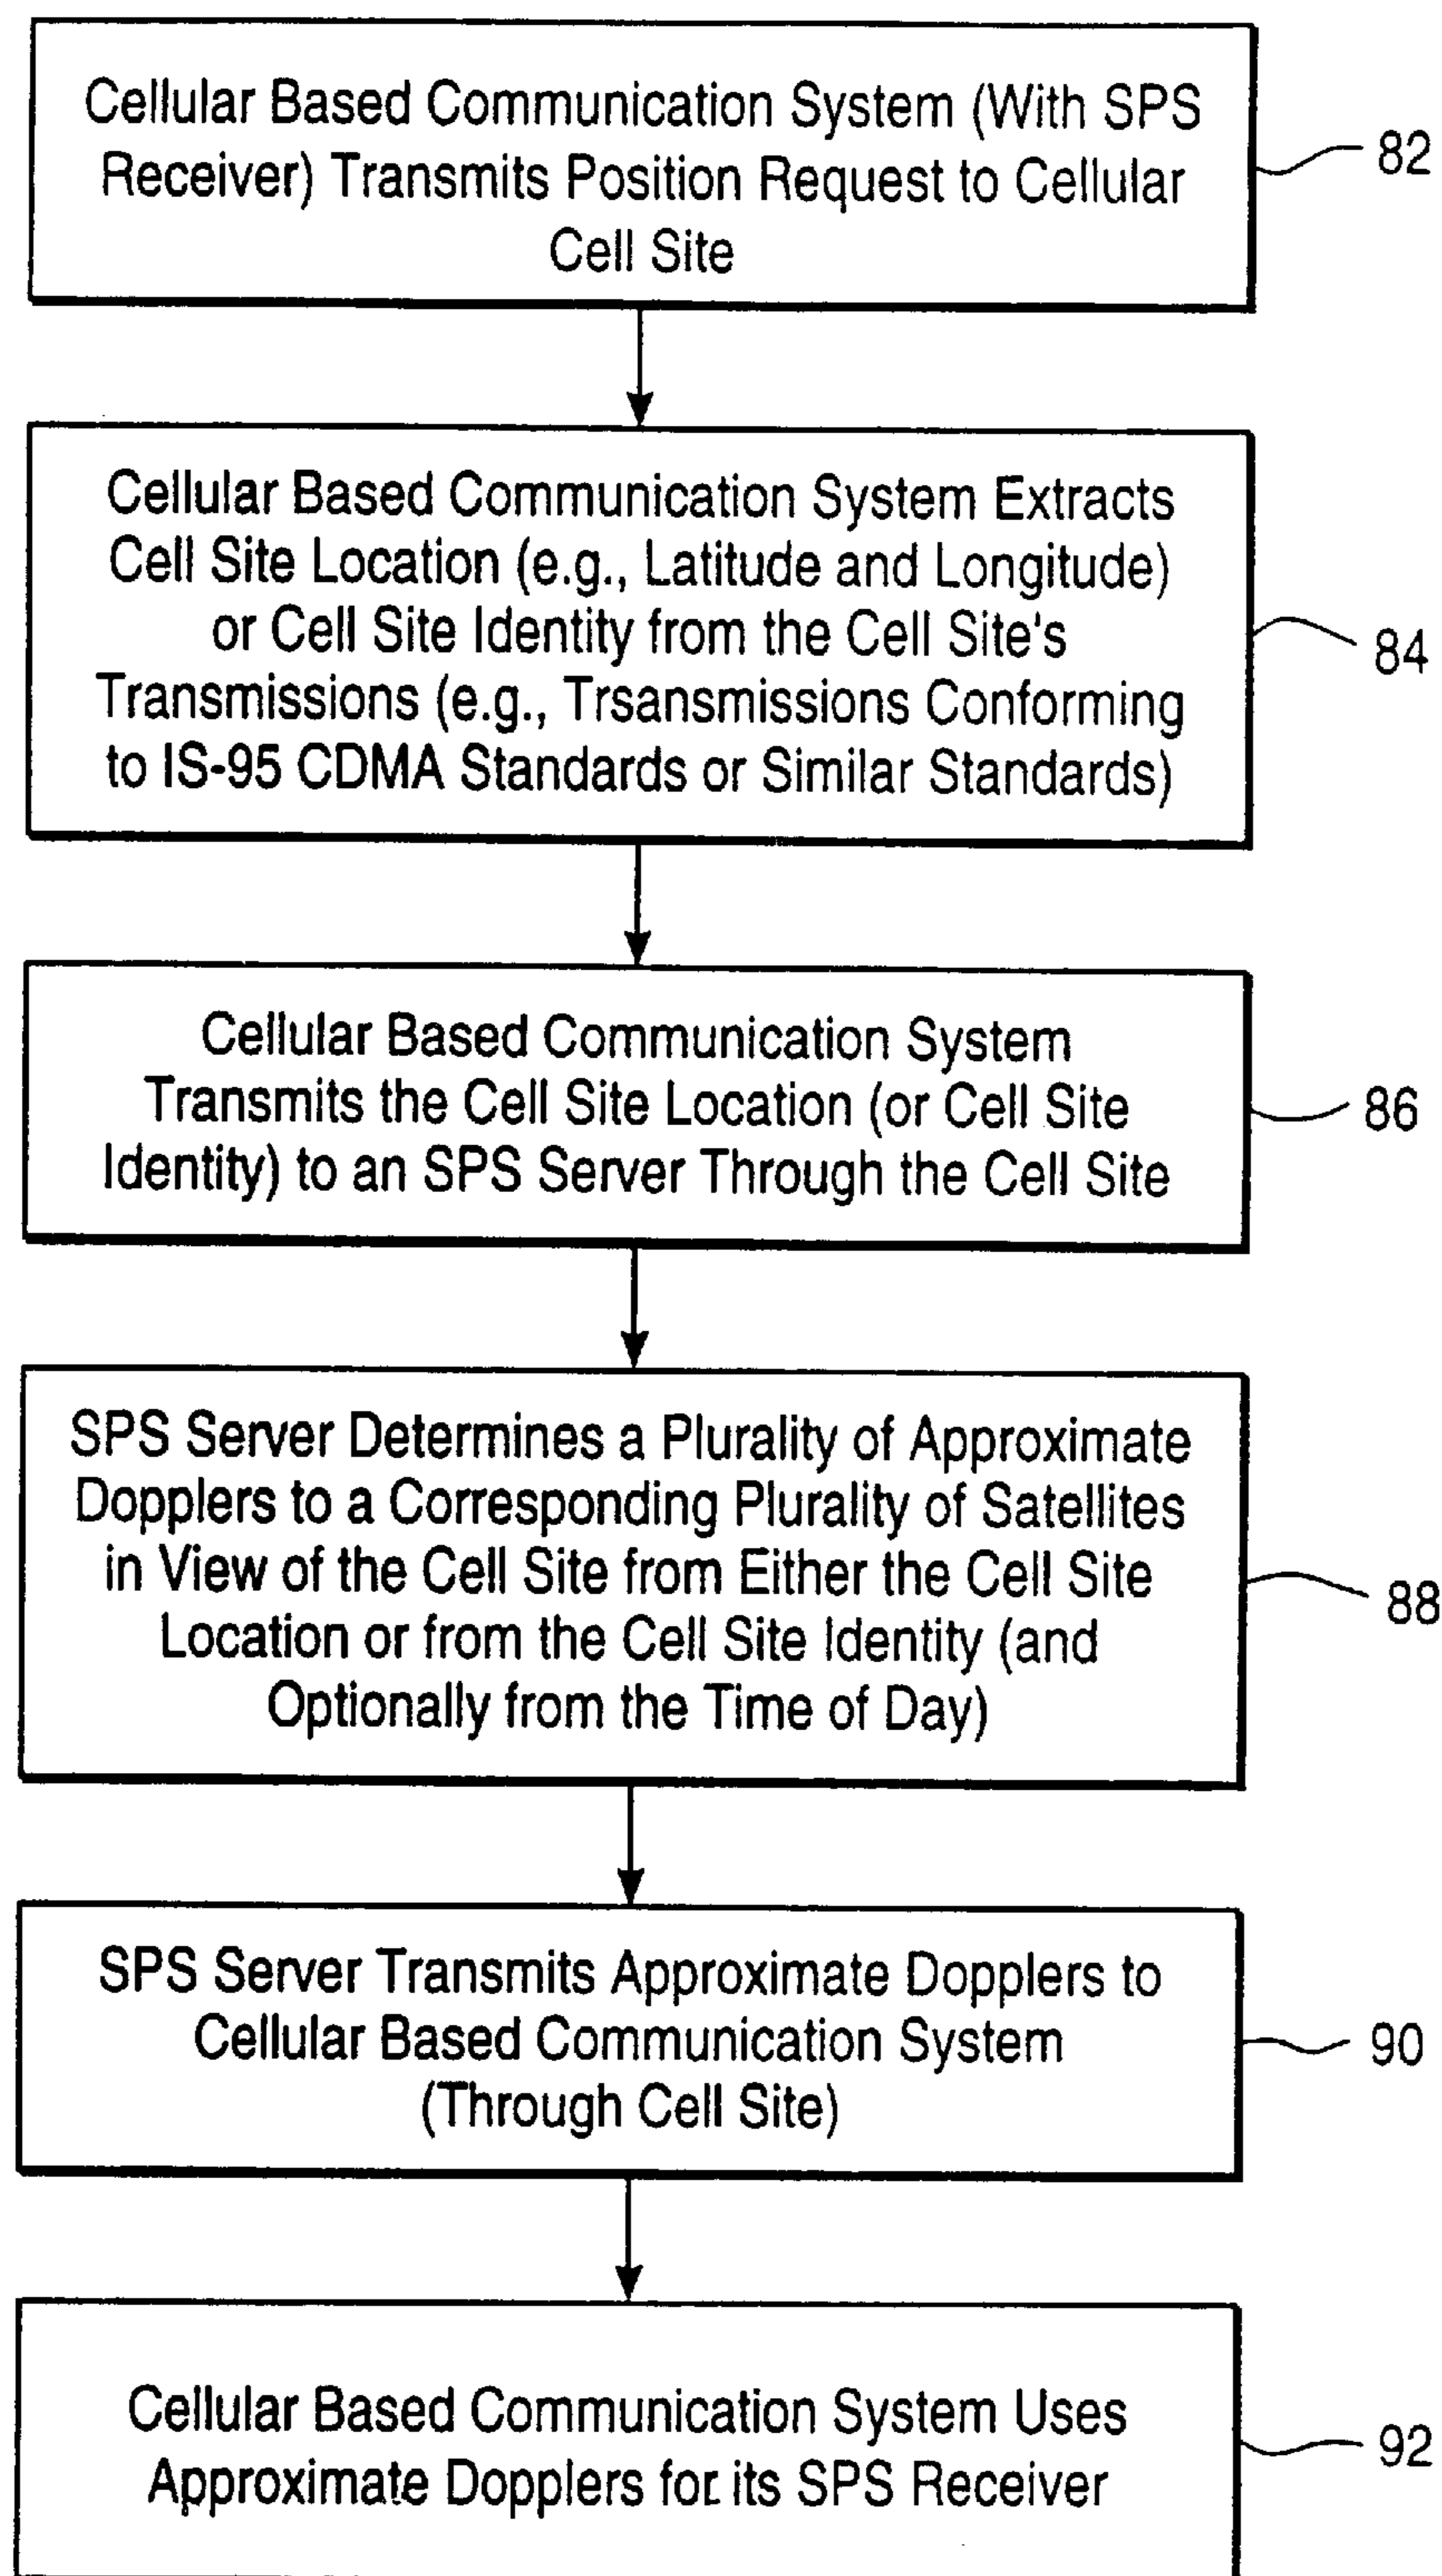 Cellular Based Communication System (With SPS
Receiver) Transmits Position Request to Cellular
Cell Site
82
Cellular Based Communication System Extracts
Cell Site Location (e.g., Latitude and Longitude)
or Cell Site Identity from the Cell Site's
Transmissions (e.g., Trsansmissions Conforming
to IS-95 CDMA Standards or Similar Standards)
84
Cellular Based Communication System
Transmits the Cell Site Location (or Cell Site
Identity) to an SPS Server Through the Cell Site
86
SPS Server Determines a Plurality of Approximate
Dopplers to a Corresponding Plurality of Satellites
in View of the Cell Site from Either the Cell Site
Location or from the Cell Site Identity (and
Optionally from the Time of Day)
88
SPS Server Transmits Approximate Dopplers to
Cellular Based Communication System
(Through Cell Site)
90
Cellular Based Communication System Uses
Approximate Dopplers for its SPS Receiver
92